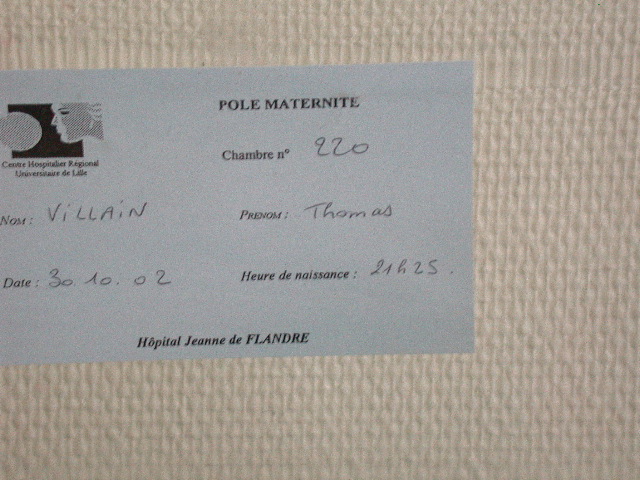 POLE MATERNITE
Centre Hospitalier Régional
Universitaire de Lille
Chambre n° 220
NOM : ViLLAiN PRENOM : Thomas
Date : 30.10.02 Heure de naissance : 21h25.
Hôpital Jeanne de FLANDRE